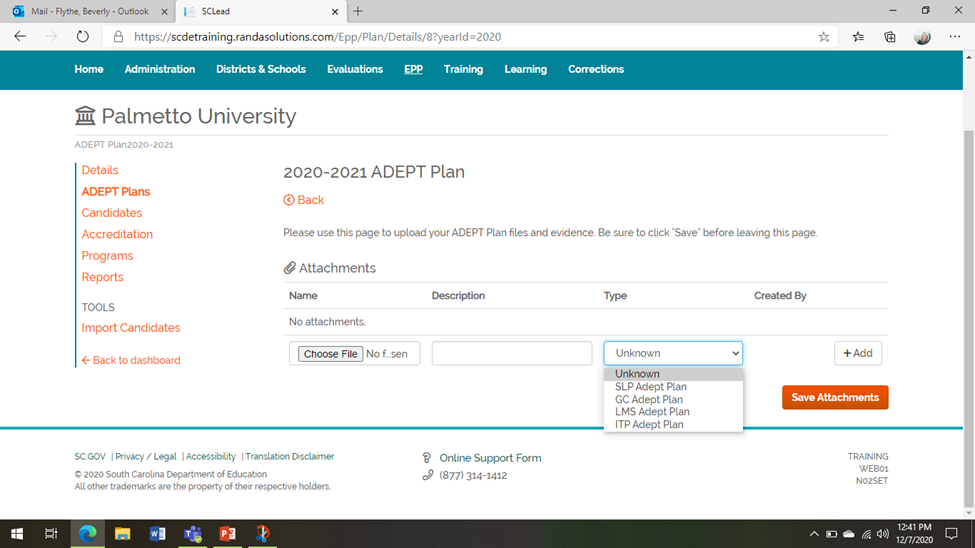 Mail - Flythe, Beverly - Outlook
SCLead
https://scdetraining.randasolutions.com/Epp/Plan/Details/8?yearId=2020
Home Administration Districts & Schools Evaluations EPP Training Learning Corrections
Palmetto University
ADEPT Plan2020-2021
Details
ADEPT Plans
Candidates
Accreditation
Programs
Reports
TOOLS
Import Candidates
Back to dashboard
2020-2021 ADEPT Plan
Back
Please use this page to upload your ADEPT Plan files and evidence. Be sure to click "Save" before leaving this page.
Attachments
Name Description Type Created By
No attachments.
Choose File No f...sen Unknown +Add
Unknown
SLP Adept Plan
GC Adept Plan
LMS Adept Plan
ITP Adept Plan
Save Attachments
SC.GOV | Privacy / Legal | Accessibility | Translation Disclaimer
© 2020 South Carolina Department of Education
All other trademarks are the property of their respective holders.
Online Support Form
(877) 314-1412
TRAINING
WEB01
N02SET
12:41 PM
12/7/2020